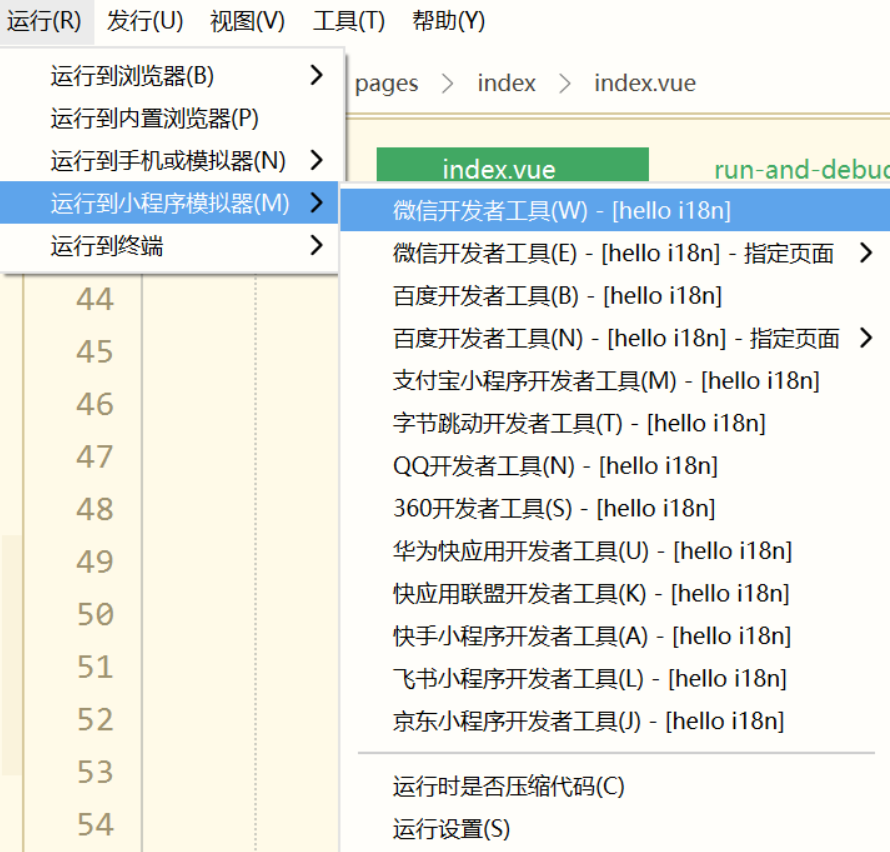 运行(R) 发行(U) 视图(V) 工具(T) 帮助(Y)
运行到浏览器(B)
运行到内置浏览器(P)
运行到手机或模拟器(N)
运行到小程序模拟器(M)
运行到终端
pages > index > index.vue
index.vue run-and-debug
微信开发者工具(W) - [hello i18n]
微信开发者工具(E) - [hello i18n] - 指定页面
百度开发者工具(B) - [hello i18n]
百度开发者工具(N) - [hello i18n] - 指定页面
支付宝小程序开发者工具(M) - [hello i18n]
字节跳动开发者工具(T) - [hello i18n]
QQ开发者工具(N) - [hello i18n]
360开发者工具(S) - [hello i18n]
华为快应用开发者工具(U) - [hello i18n]
快应用联盟开发者工具(K) - [hello i18n]
快手小程序开发者工具(A) - [hello i18n]
飞书小程序开发者工具(L) - [hello i18n]
京东小程序开发者工具(J) - [hello i18n]
运行时是否压缩代码(C)
运行设置(S)
44
45
46
47
48
49
50
51
52
53
54